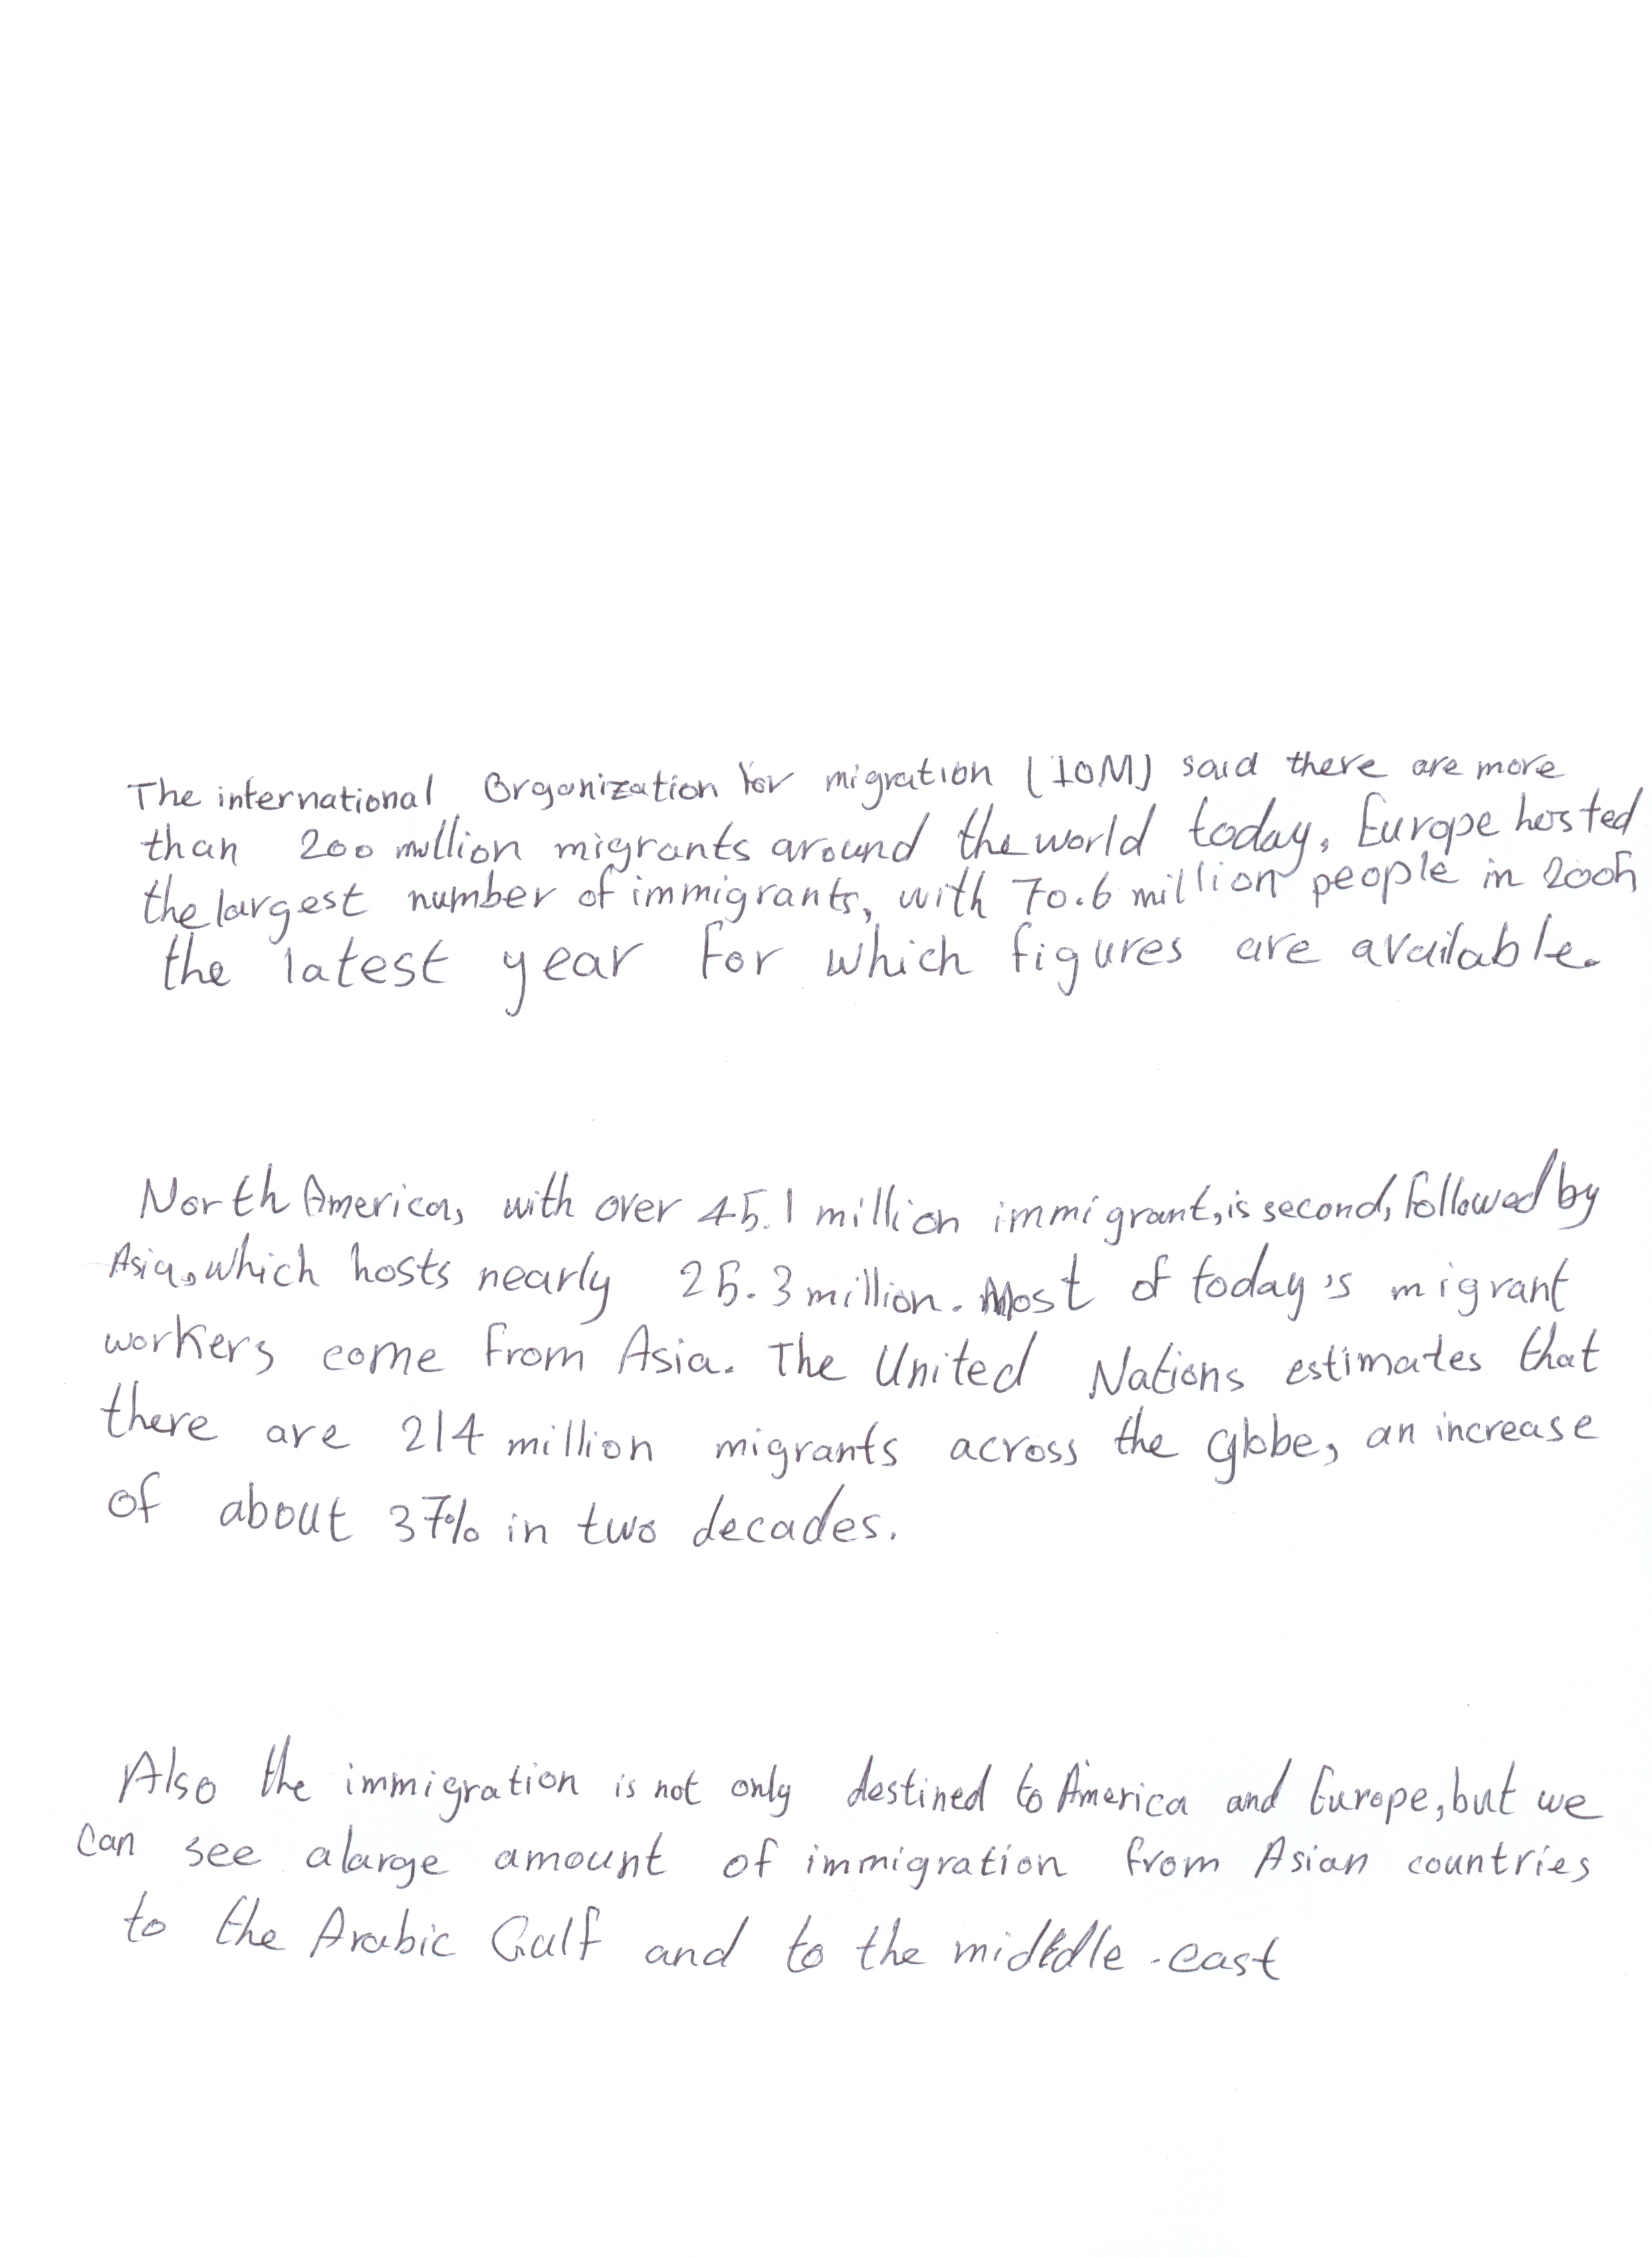 The international Organization for migration (IOM) said there are more
than 200 million migrants around the world today. Europe hosted
the largest number of immigrants, with 70.6 million people in 2005
the latest year for which figures are available.
North America, with over 45.1 million immigrant, is second, followed by
Asia, which hosts nearly 25.3 million. Most of today's migrant
workers come from Asia. The United Nations estimates that
there are 214 million migrants across the globe, an increase
of about 37% in two decades.
Also the immigration is not only destined to America and Europe, but we
can see a large amount of immigration from Asian countries
to the Arabic Gulf and to the middle-east